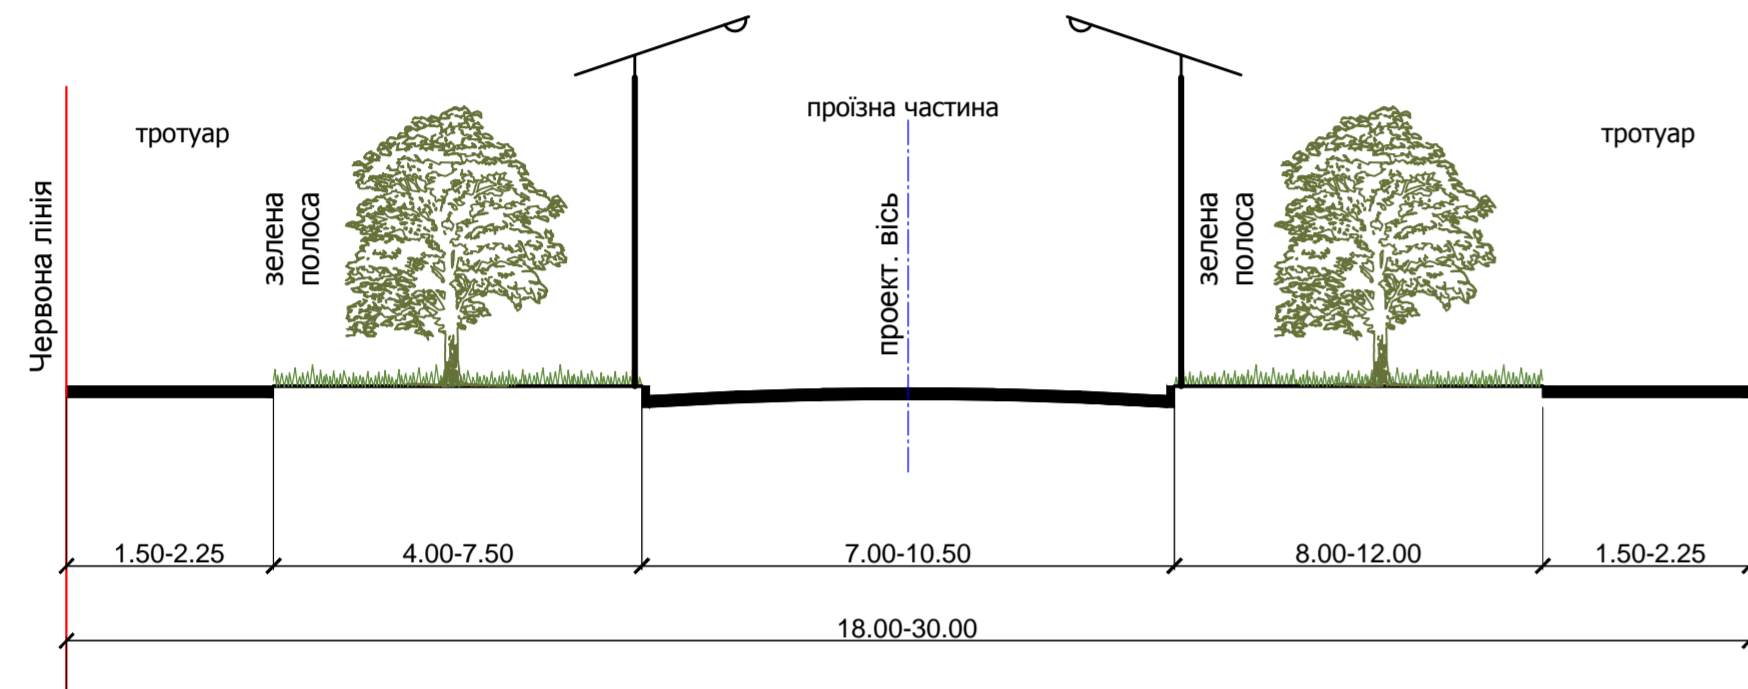 проїзна частина
тротуар
тротуар
Червона лінія
зелена
полоса
проект. вісь
зелена
полоса
1.50-2.25
4.00-7.50
7.00-10.50
8.00-12.00
1.50-2.25
18.00-30.00